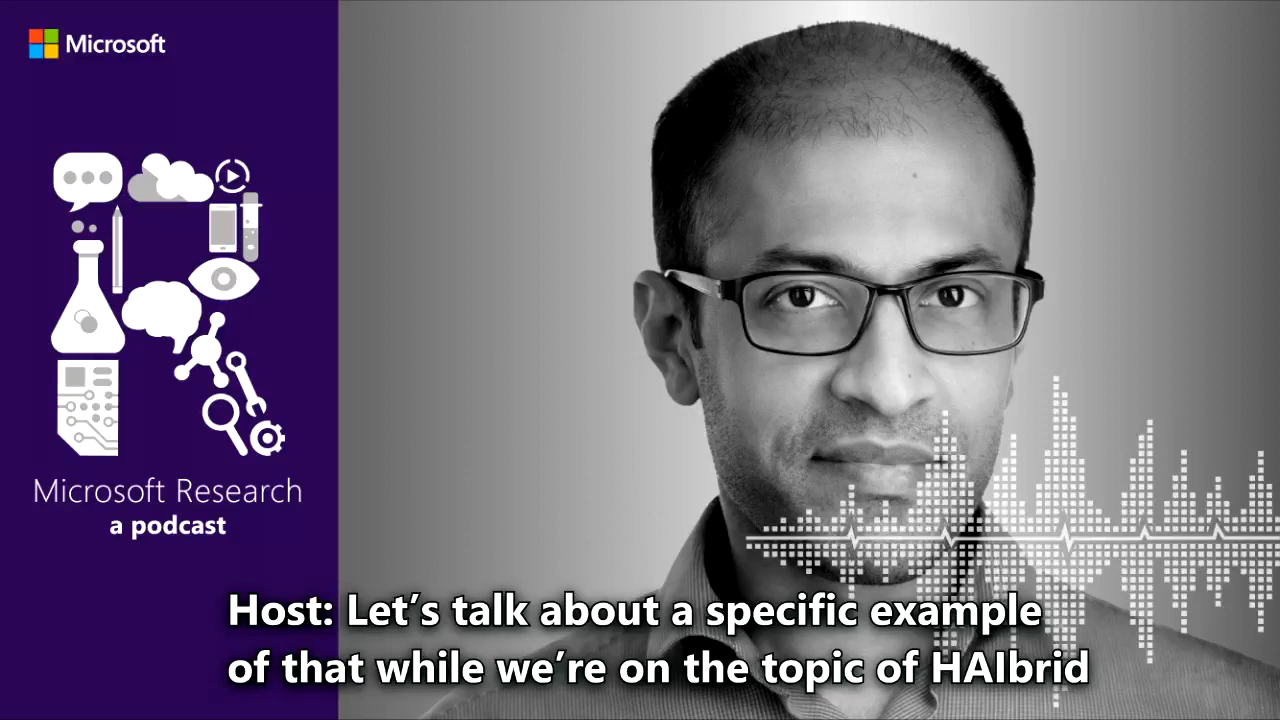 Microsoft
Microsoft Research
a podcast
Host: Let’s talk about a specific example
of that while we’re on the topic of HAIbrid